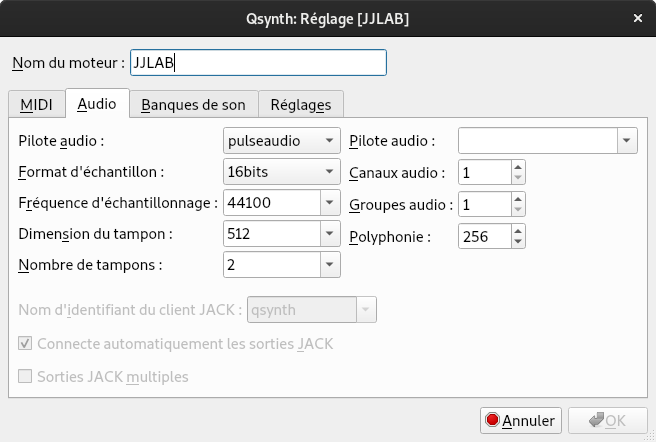 Qsynth: Réglage [JJLAB]
Nom du moteur : JJLAB
MIDI Audio Banques de son Réglages
Pilote audio : pulseaudio Pilote audio :
Format d'échantillon : 16bits Canaux audio : 1
Fréquence d'échantillonnage : 44100 Groupes audio : 1
Dimension du tampon : 512 Polyphonie : 256
Nombre de tampons : 2
Nom d'identifiant du client JACK : qsynth
Connecte automatiquement les sorties JACK
Sorties JACK multiples
Annuler OK